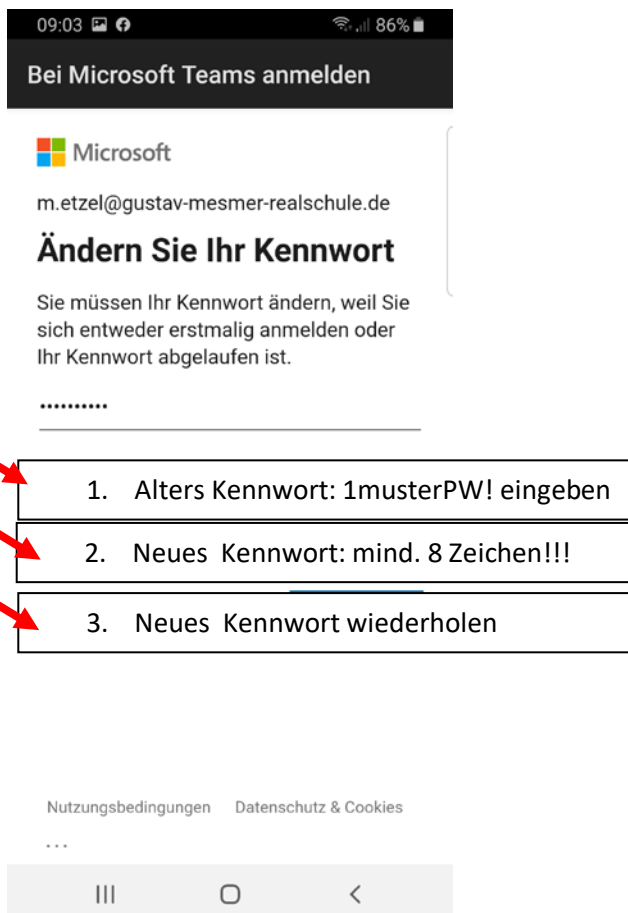 09:03 86%
Bei Microsoft Teams anmelden
Microsoft
m.etzel@gustav-mesmer-realschule.de
Ändern Sie Ihr Kennwort
Sie müssen Ihr Kennwort ändern, weil Sie
sich entweder erstmalig anmelden oder
Ihr Kennwort abgelaufen ist.
••••••••••
1. Alters Kennwort: 1musterPW! eingeben
2. Neues Kennwort: mind. 8 Zeichen!!!
3. Neues Kennwort wiederholen
Nutzungsbedingungen Datenschutz & Cookies
...